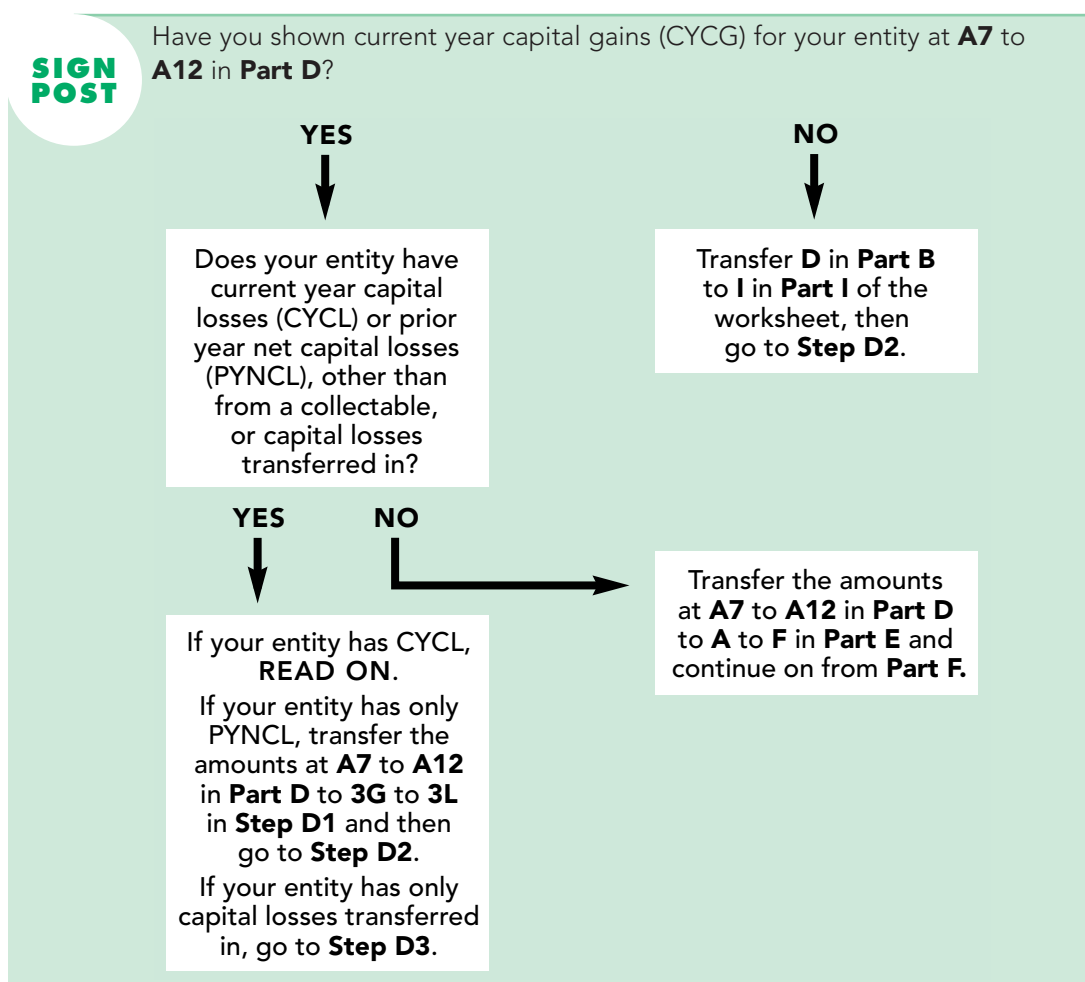 SIGN
POST
Have you shown current year capital gains (CYCG) for your entity at A7 to
A12 in Part D?
YES
NO
Does your entity have
current year capital
losses (CYCL) or prior
year net capital losses
(PYNCL), other than
from a collectable,
or capital losses
transferred in?
Transfer D in Part B
to I in Part I of the
worksheet, then
go to Step D2.
YES
NO
If your entity has CYCL,
READ ON.
If your entity has only
PYNCL, transfer the
amounts at A7 to A12
in Part D to 3G to 3L
in Step D1 and then
go to Step D2.
If your entity has only
capital losses transferred
in, go to Step D3.
Transfer the amounts
at A7 to A12 in Part D
to A to F in Part E and
continue on from Part F.